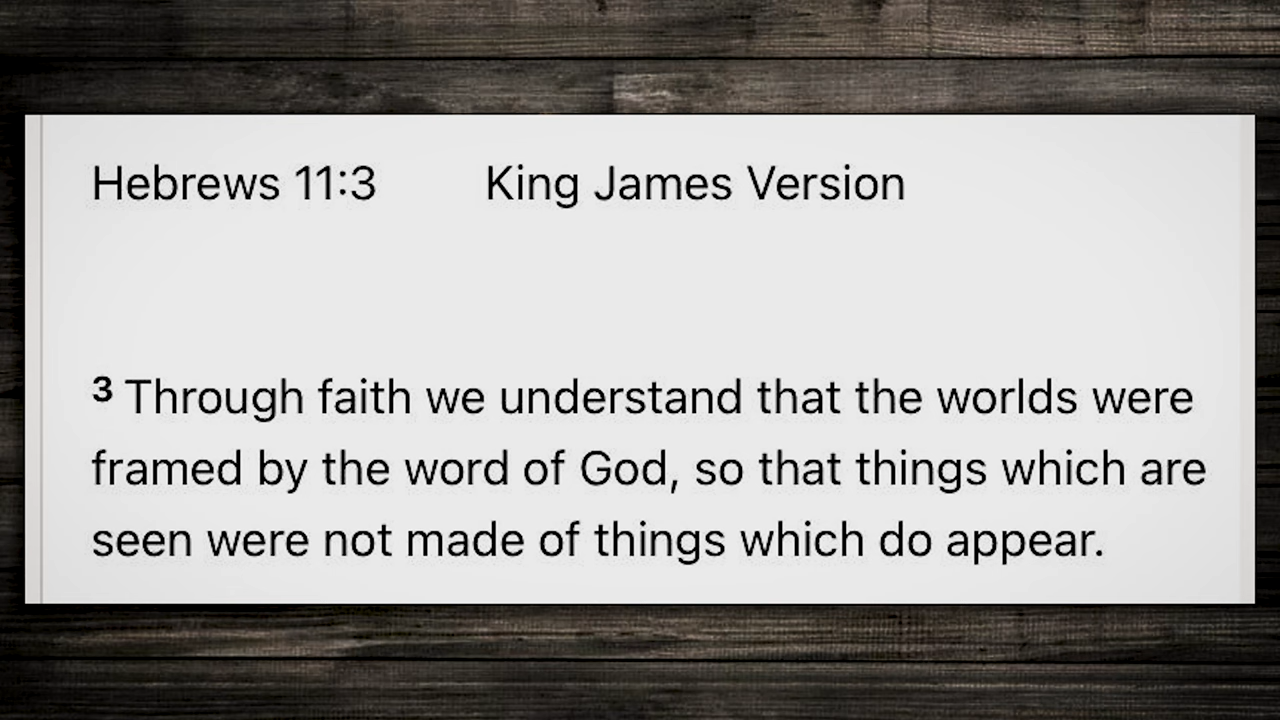 Hebrews 11:3 King James Version
3 Through faith we understand that the worlds were
framed by the word of God, so that things which are
seen were not made of things which do appear.